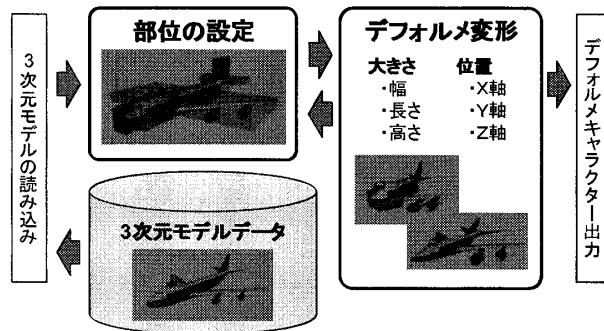 3次元モデルの読み込み
部位の設定
3次元モデルデータ
デフォルメ変形
大きさ 位置
・幅 ・X軸
・長さ ・Y軸
・高さ ・Z軸
デフォルメキャラクター出力